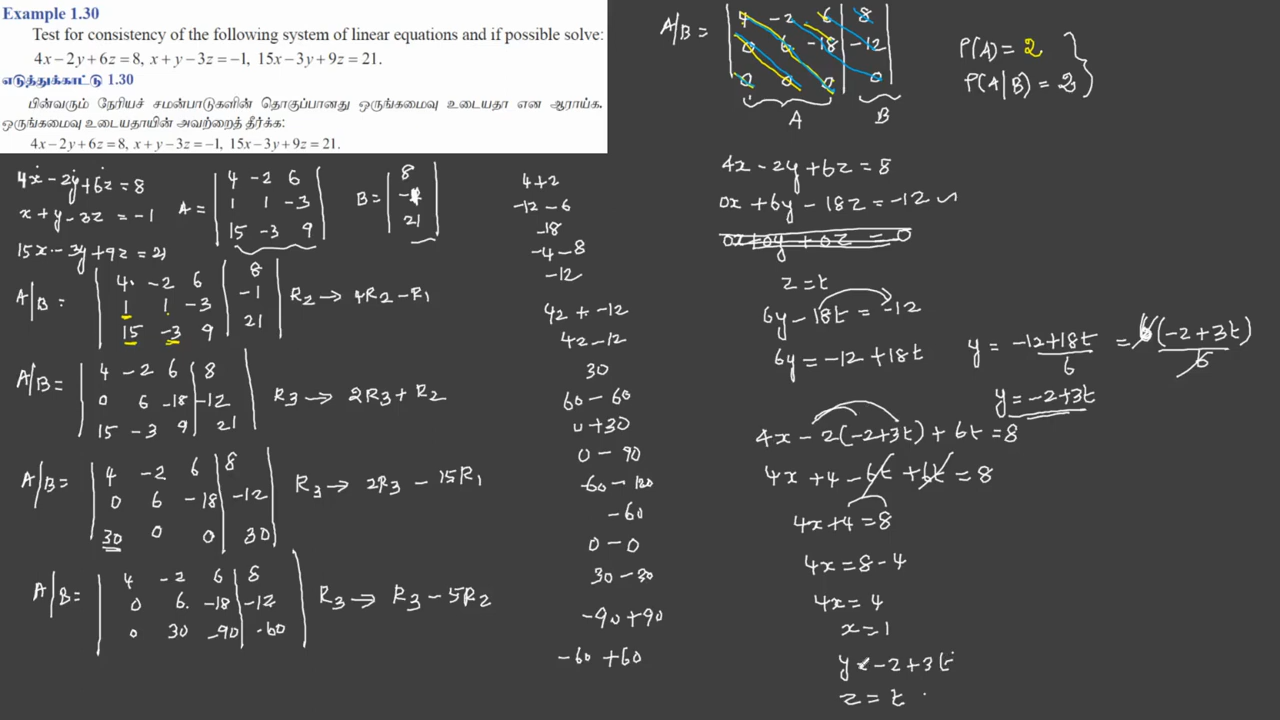 Example 1.30
Test for consistency of the following system of linear equations and if possible solve:
4x − 2y + 6z = 8, x + y − 3z = −1, 15x − 3y + 9z = 21.
எடுத்துக்காட்டு 1.30
பின்வரும் நேரியச் சமன்பாடுகளின் தொகுப்பானது ஒருங்கமைவு உடையதா என ஆராய்க.
ஒருங்கமைவு உடையதாயின் அவற்றைத் தீர்க்க:
4x − 2y + 6z = 8, x + y − 3z = −1, 15x − 3y + 9z = 21.
4x − 2y + 6z = 8
x + y − 3z = −1
15x − 3y + 9z = 21
A = | 4 −2 6 |
| 1 1 −3 |
| 15 −3 9 |
B = | 8 |
| −1 |
| 21 |
A/B = | 4 −2 6 | 8 |
| 1 1 −3 | −1 | R2 → 4R2 − R1
| 15 −3 9 | 21 |
A/B = | 4 −2 6 | 8 |
| 0 6 −18 | −12 | R3 → 2R3 + R2
| 15 −3 9 | 21 |
A/B = | 4 −2 6 | 8 |
| 0 6 −18 | −12 | R3 → 2R3 − 15R1
| 30 0 0 | 30 |
A/B = | 4 −2 6 | 8 |
| 0 6 −18 | −12 | R3 → R3 − 5R2
| 0 30 −90 | −60 |
4+2
−12−6
−18
−4−8
−12
42 + −12
42−12
30
60−60
0+30
0−90
−60−120
−60
0−0
30−30
−90+90
−60+60
A/B = | 4 −2 6 | 8 |
| 0 6 −18 | −12 |
| 0 0 0 | 0 |
A B
P(A) = 2
P(A|B) = 2
4x − 2y + 6z = 8
0x + 6y − 18z = −12
0x + 0y + 0z = 0
z = t
6y − 18t = −12
6y = −12 + 18t
y = −12+18t / 6 = 6(−2+3t) / 6
y = −2+3t
4x − 2(−2+3t) + 6t = 8
4x + 4 − 6t + 6t = 8
4x + 4 = 8
4x = 8 − 4
4x = 4
x = 1
y = −2+3t
z = t